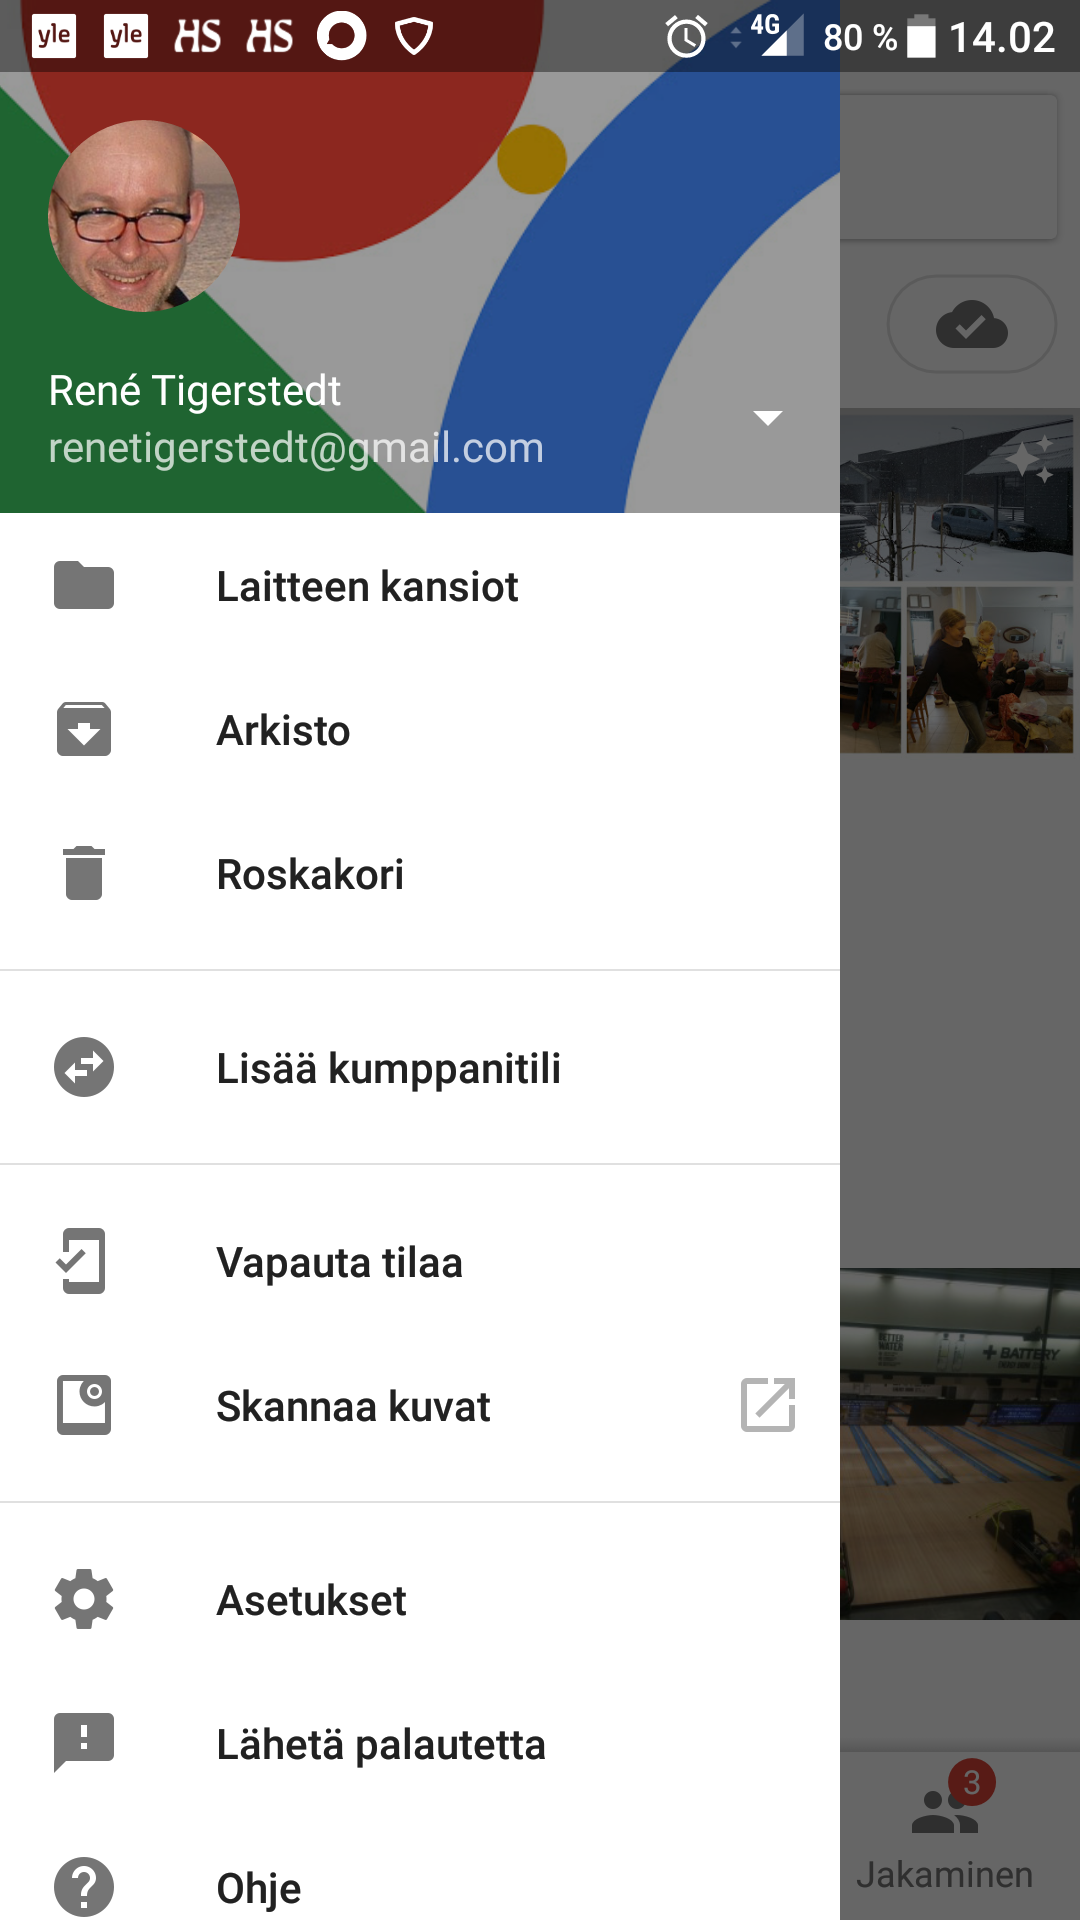 yle yle HS HS 4G 80 % 14.02
René Tigerstedt
renetigerstedt@gmail.com
Laitteen kansiot
Arkisto
Roskakori
Lisää kumppanitili
Vapauta tilaa
Skannaa kuvat
BATTERY
Asetukset
Lähetä palautetta
3
Jakaminen
Ohje